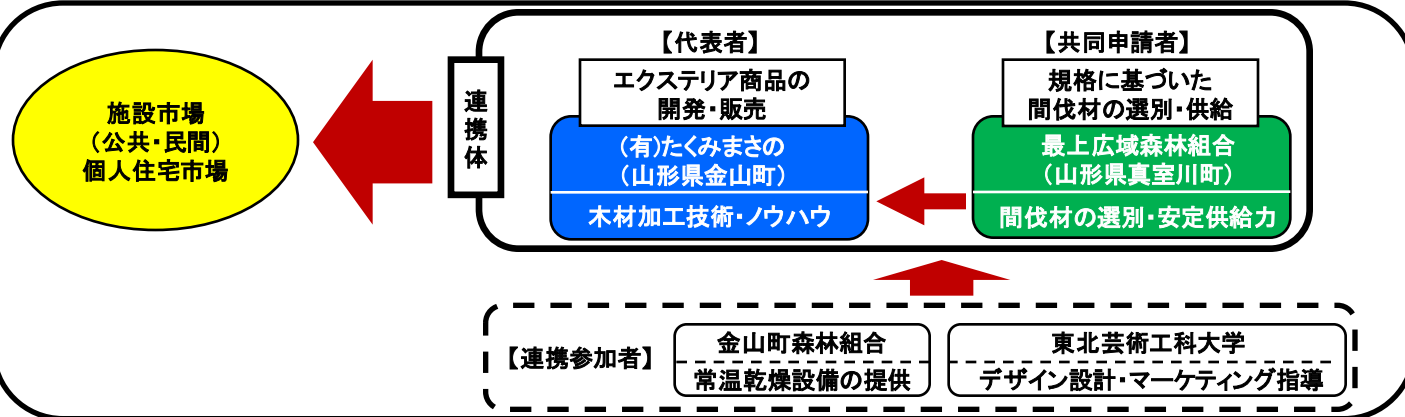 施設市場
（公共・民間）
個人住宅市場
連携体
【代表者】
エクステリア商品の
開発・販売
(有)たくみまさの
（山形県金山町）
木材加工技術・ノウハウ
【共同申請者】
規格に基づいた
間伐材の選別・供給
最上広域森林組合
（山形県真室川町）
間伐材の選別・安定供給力
【連携参加者】
金山町森林組合
常温乾燥設備の提供
東北芸術工科大学
デザイン設計・マーケティング指導